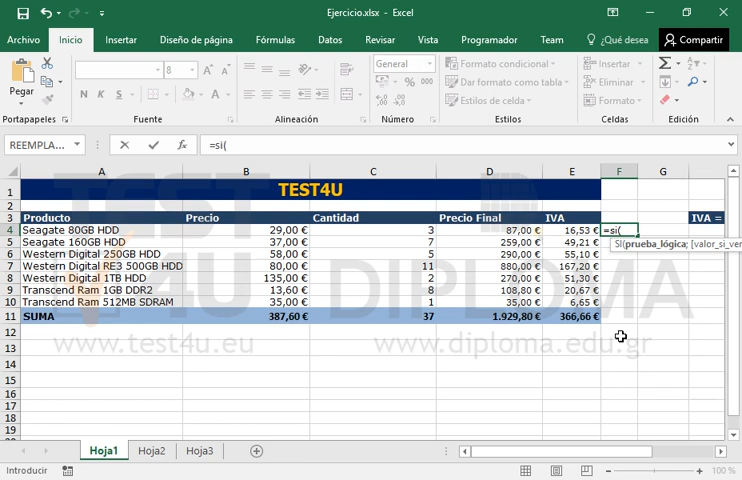 Ejercicio.xlsx - Excel
Archivo Inicio Insertar Diseño de página Fórmulas Datos Revisar Vista Programador Team ¿Qué desea Compartir
Pegar
8
N K S
General
% 000
Formato condicional
Dar formato como tabla
Estilos de celda
Insertar
Eliminar
Formato
Portapapeles Fuente Alineación Número Estilos Celdas Modificar
REEMPLA... fx =si(
A B C D E F G H
1 TEST4U
2
3 Producto Precio Cantidad Precio Final IVA IVA =
4 Seagate 80GB HDD 29,00 € 3 87,00 € 16,53 € =si(
5 Seagate 160GB HDD 37,00 € 7 259,00 € 49,21 € SI(prueba_lógica; [valor_si_ver
6 Western Digital 250GB HDD 58,00 € 5 290,00 € 55,10 €
7 Western Digital RE3 500GB HDD 80,00 € 11 880,00 € 167,20 €
8 Western Digital 1TB HDD 135,00 € 2 270,00 € 51,30 €
9 Transcend Ram 1GB DDR2 13,60 € 8 108,80 € 20,67 €
10 Transcend Ram 512MB SDRAM 35,00 € 1 35,00 € 6,65 €
11 SUMA 387,60 € 37 1.929,80 € 366,66 €
12
13
14
15
16
17
18
19
TEST
4U
DIPLOMA
www.test4u.eu
www.diploma.edu.gr
Hoja1 Hoja2 Hoja3
Introducir 100 %